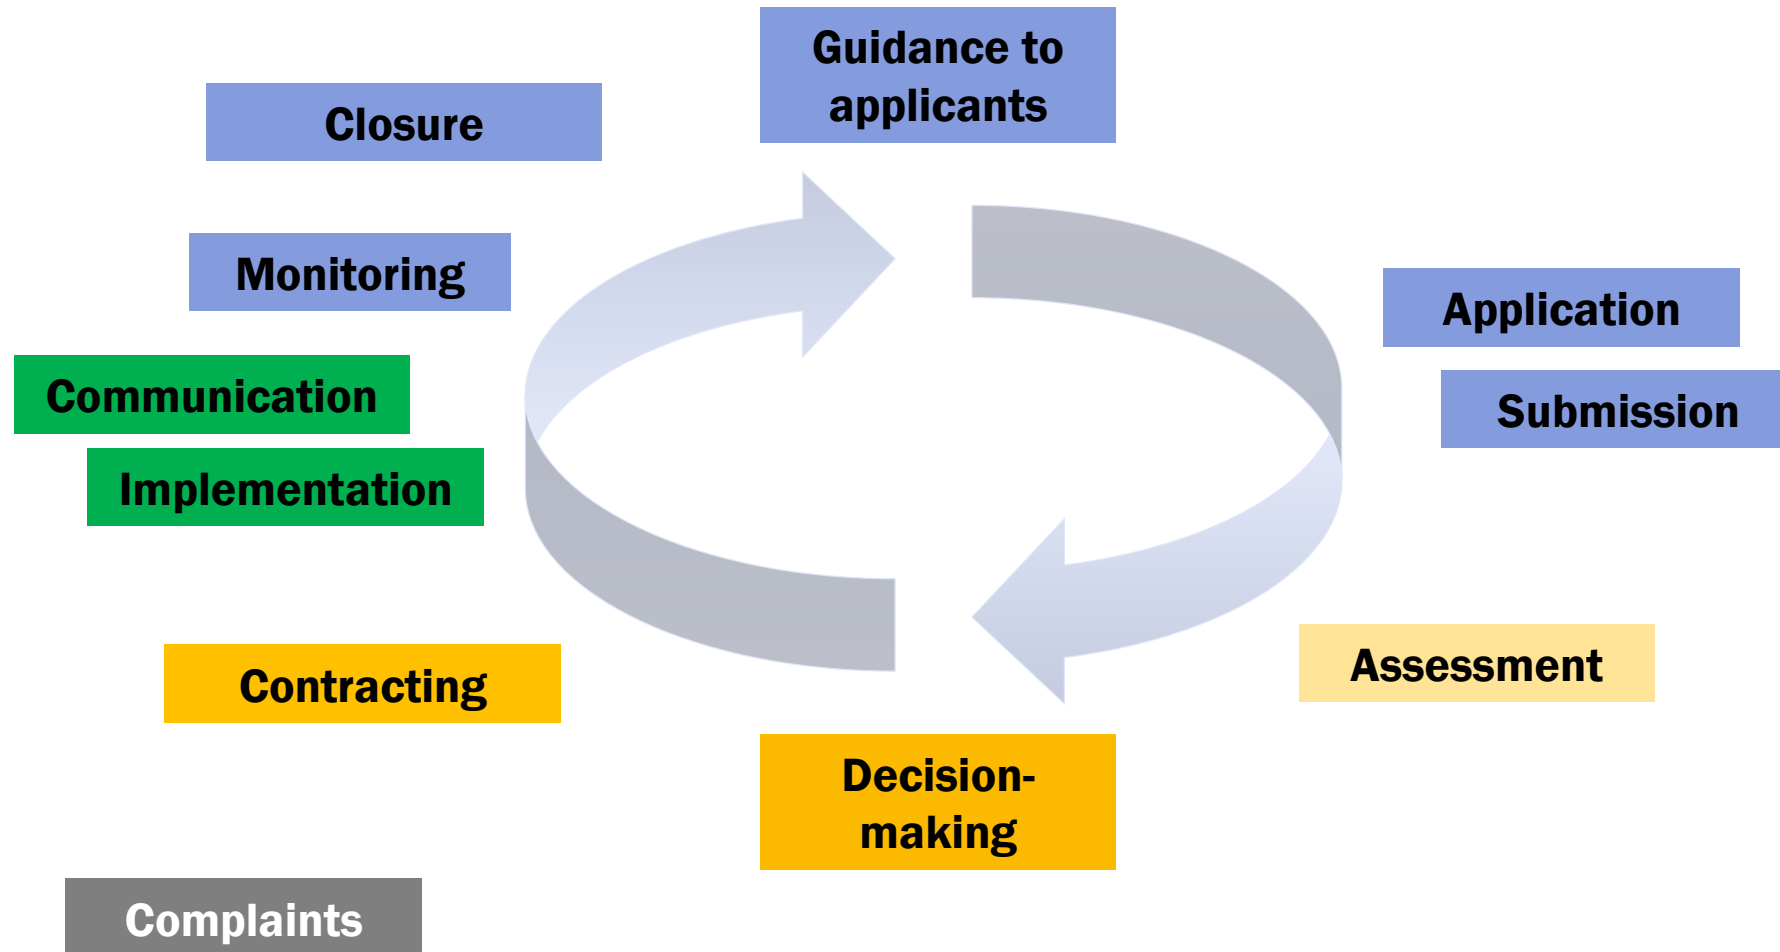 Guidance to
applicants
Closure
Monitoring
Application
Communication
Submission
Implementation
Contracting
Assessment
Decision-
making
Complaints